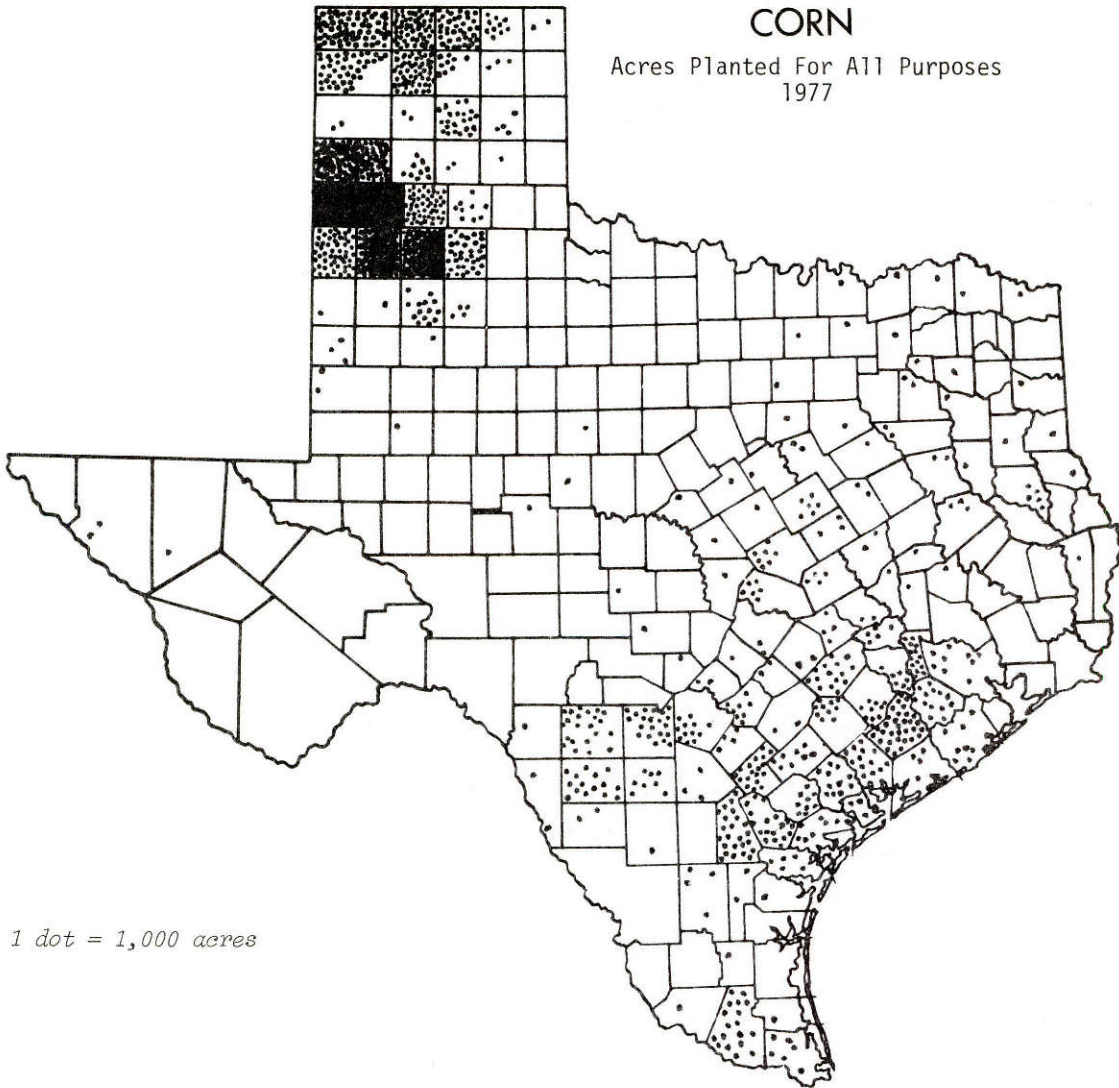 CORN
Acres Planted For All Purposes
1977
1 dot = 1,000 acres